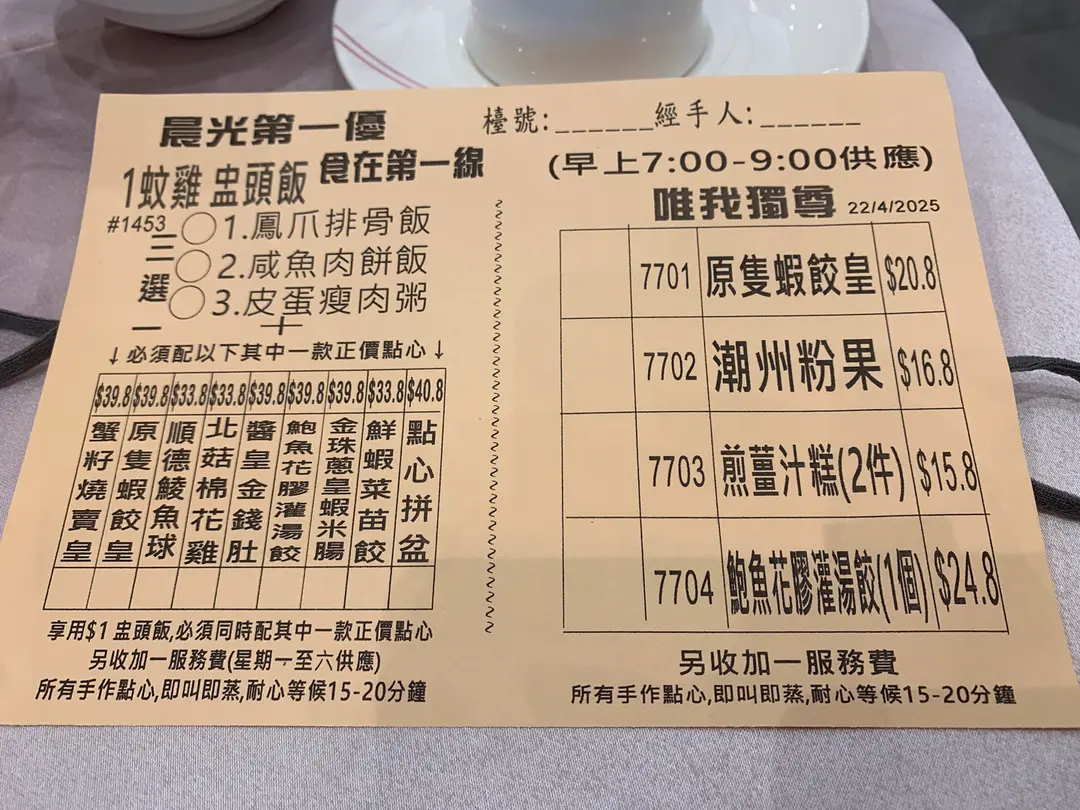 晨光第一優
檯號:______經手人:______
1蚊雞 盅頭飯 食在第一線
#1453
三選一
○1.鳳爪排骨飯
○2.咸魚肉餅飯
○3.皮蛋瘦肉粥
十
↓必須配以下其中一款正價點心↓
$39.8 $39.8 $33.8 $33.8 $39.8 $39.8 $39.8 $33.8 $40.8
蟹籽燒賣皇
原隻蝦餃皇
順德鯪魚球
北菇棉花雞
醬皇金錢肚
鮑魚花膠灌湯餃
金珠蔥皇蝦米腸
鮮蝦菜苗餃
點心拼盆
享用$1 盅頭飯,必須同時配其中一款正價點心
另收加一服務費(星期一至六供應)
所有手作點心,即叫即蒸,耐心等候15-20分鐘
(早上7:00-9:00供應)
唯我獨尊 22/4/2025
7701 原隻蝦餃皇 $20.8
7702 潮州粉果 $16.8
7703 煎薑汁糕(2件) $15.8
7704 鮑魚花膠灌湯餃(1個) $24.8
另收加一服務費
所有手作點心,即叫即蒸,耐心等候15-20分鐘